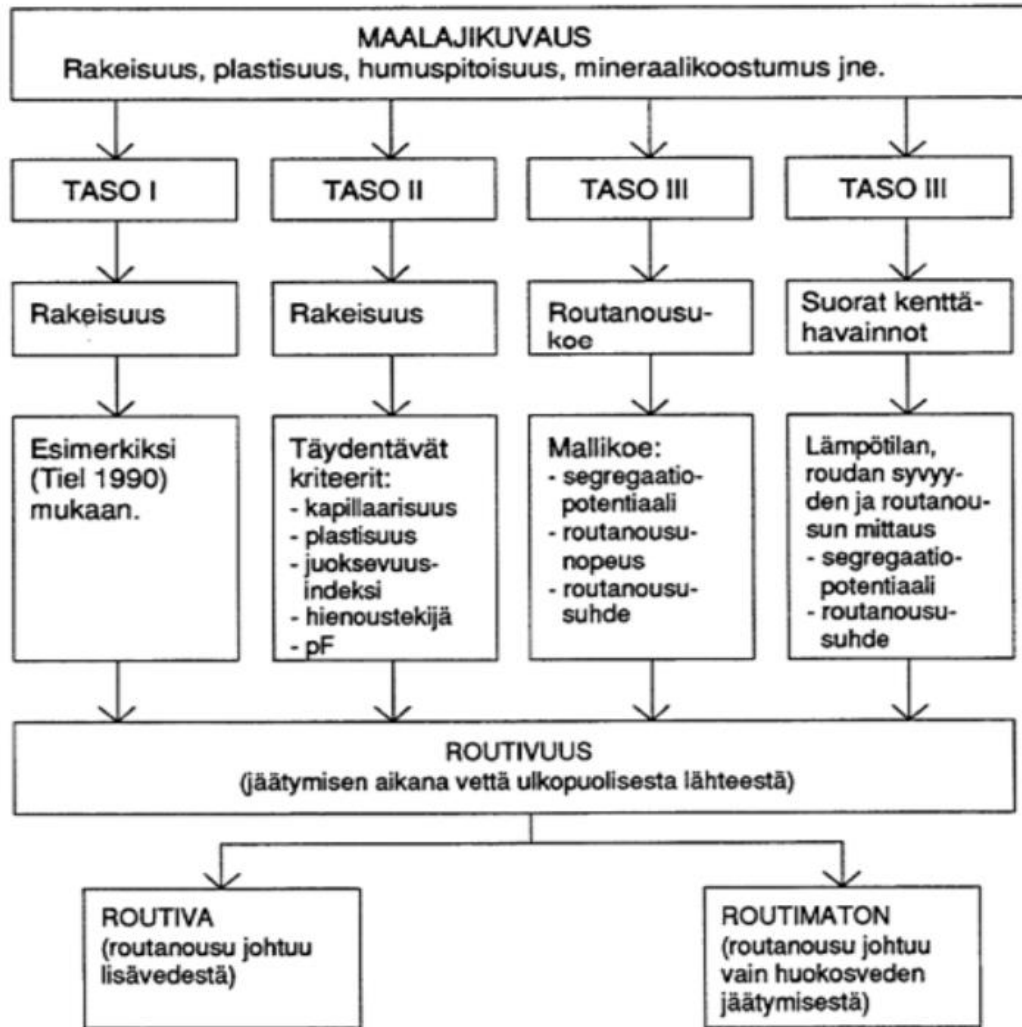 MAALAJIKUVAUS
Rakeisuus, plastisuus, humuspitoisuus, mineraalikoostumus jne.
TASO I
TASO II
TASO III
TASO III
Rakeisuus
Rakeisuus
Routanousu-
koe
Suorat kenttä-
havainnot
Esimerkiksi
(Tiel 1990)
mukaan.
Täydentävät
kriteerit:
- kapillaarisuus
- plastisuus
- juoksevuus-
indeksi
- hienoustekijä
- pF
Mallikoe:
- segregaatio-
potentiaali
- routanousu-
nopeus
- routanousu-
suhde
Lämpötilan,
roudan syvyy-
den ja routanou-
sun mittaus
- segregaatio-
potentiaali
- routanousu-
suhde
ROUTIVUUS
(jäätymisen aikana vettä ulkopuolisesta lähteestä)
ROUTIVA
(routanousu johtuu
lisävedestä)
ROUTIMATON
(routanousu johtuu
vain huokosveden
jäätymisestä)